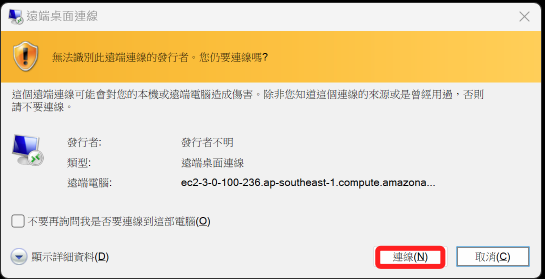 遠端桌面連線
無法識別此遠端連線的發行者。您仍要連線嗎?
這個遠端連線可能會對您的本機或遠端電腦造成傷害。除非您知道這個連線的來源或是曾經用過，否則
請不要連線。
發行者: 發行者不明
類型: 遠端桌面連線
遠端電腦: ec2-3-0-100-236.ap-southeast-1.compute.amazona...
不要再詢問我是否要連線到這部電腦(O)
顯示詳細資料(D) 連線(N) 取消(C)